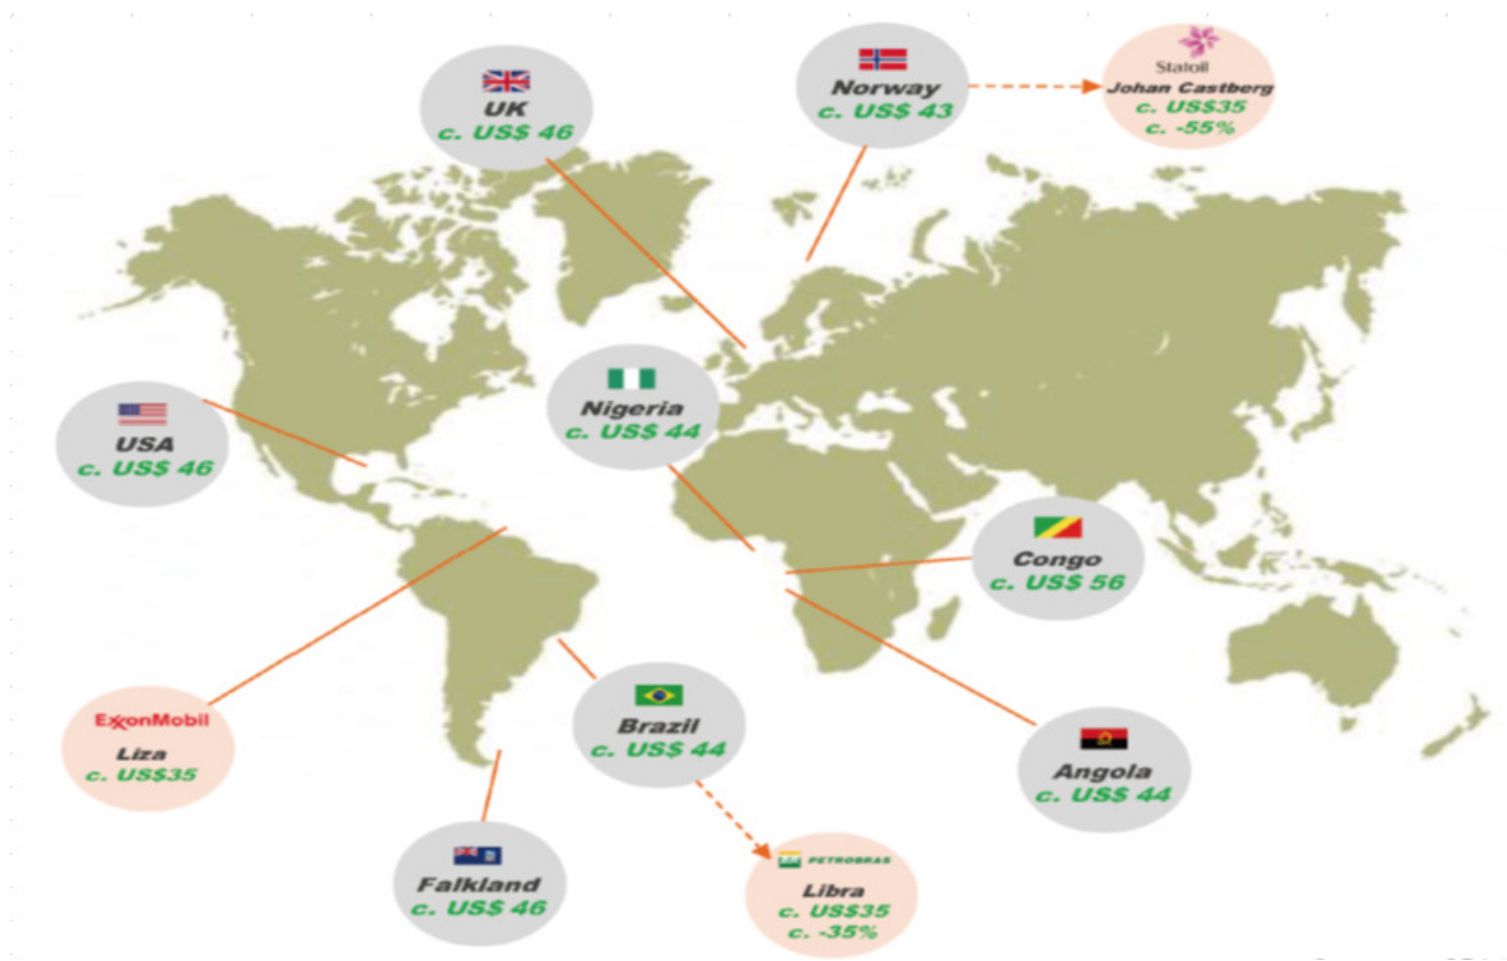 UK
c. US$ 46
Norway
c. US$ 43
Statoil
Johan Castberg
c. US$35
c. -55%
Nigeria
c. US$ 44
USA
c. US$ 46
Congo
c. US$ 56
ExxonMobil
Liza
c. US$35
Brazil
c. US$ 44
Angola
c. US$ 44
Falkland
c. US$ 46
BR PETROBRAS
Libra
c. US$35
c. -35%